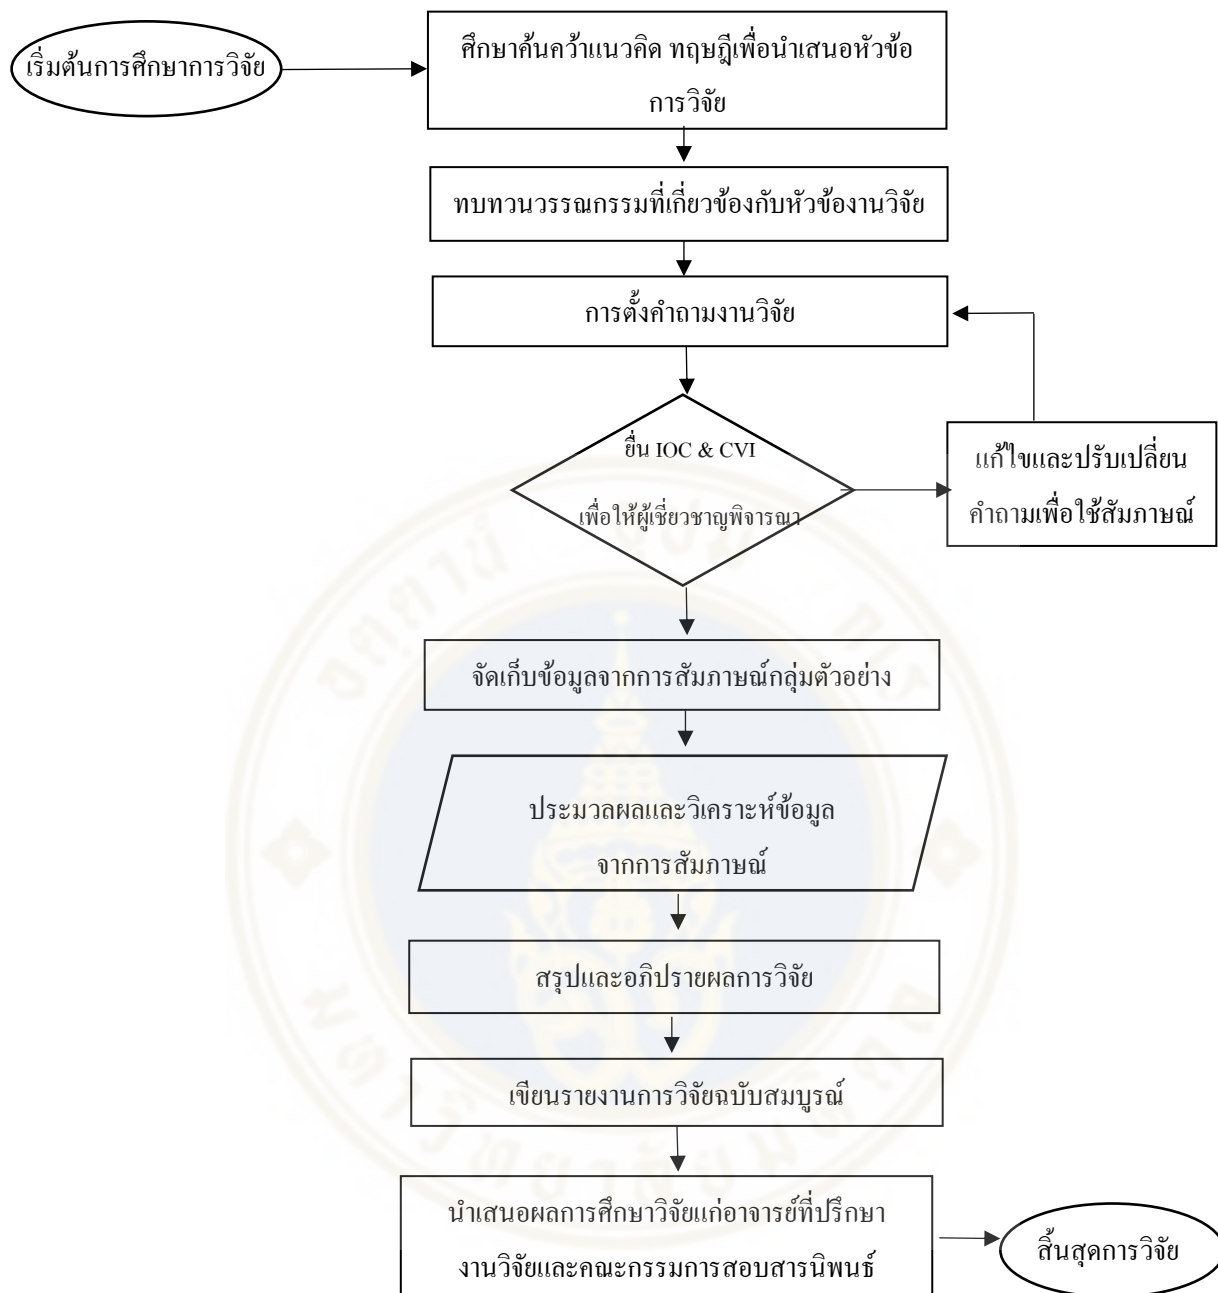 เริ่มต้นการศึกษาการวิจัย
ศึกษาค้นคว้าแนวคิด ทฤษฎีเพื่อนำเสนอหัวข้อ
การวิจัย
ทบทวนวรรณกรรมที่เกี่ยวข้องกับหัวข้องานวิจัย
การตั้งคำถามงานวิจัย
ยื่น IOC & CVI
เพื่อให้ผู้เชี่ยวชาญพิจารณา
แก้ไขและปรับเปลี่ยน
คำถามเพื่อใช้สัมภาษณ์
จัดเก็บข้อมูลจากการสัมภาษณ์กลุ่มตัวอย่าง
ประมวลผลและวิเคราะห์ข้อมูล
จากการสัมภาษณ์
สรุปและอภิปรายผลการวิจัย
เขียนรายงานการวิจัยฉบับสมบูรณ์
นำเสนอผลการศึกษาวิจัยแก่อาจารย์ที่ปรึกษา
งานวิจัยและคณะกรรมการสอบสารนิพนธ์
สิ้นสุดการวิจัย
มหาวิทยาลัยมหิดล